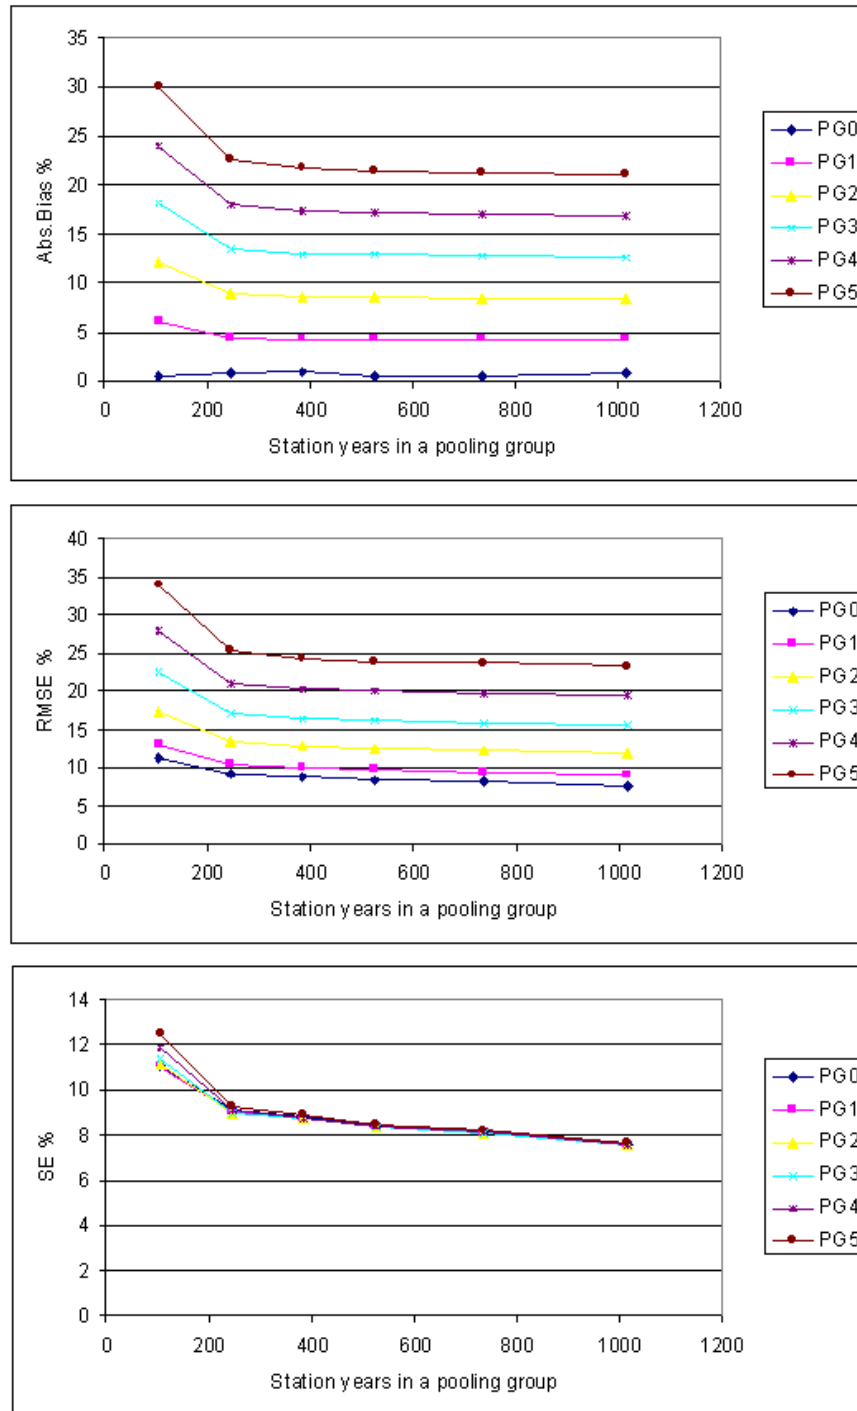 35
30
25
20
15
10
5
0
Abs.Bias %
0 200 400 600 800 1000 1200
Station years in a pooling group
PG0
PG1
PG2
PG3
PG4
PG5
40
35
30
25
20
15
10
5
0
RMSE %
0 200 400 600 800 1000 1200
Station years in a pooling group
PG0
PG1
PG2
PG3
PG4
PG5
14
12
10
8
6
4
2
0
SE %
0 200 400 600 800 1000 1200
Station years in a pooling group
PG0
PG1
PG2
PG3
PG4
PG5